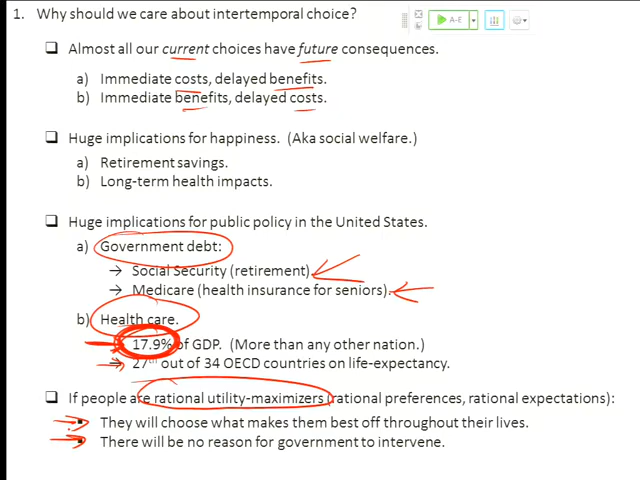 1. Why should we care about intertemporal choice?
A-E
❑ Almost all our current choices have future consequences.
a) Immediate costs, delayed benefits.
b) Immediate benefits, delayed costs.
❑ Huge implications for happiness. (Aka social welfare.)
a) Retirement savings.
b) Long-term health impacts.
❑ Huge implications for public policy in the United States.
a) Government debt:
→ Social Security (retirement).
→ Medicare (health insurance for seniors).
b) Health care.
→ 17.9% of GDP. (More than any other nation.)
→ 27th out of 34 OECD countries on life-expectancy.
❑ If people are rational utility-maximizers (rational preferences, rational expectations):
▪ They will choose what makes them best off throughout their lives.
▪ There will be no reason for government to intervene.